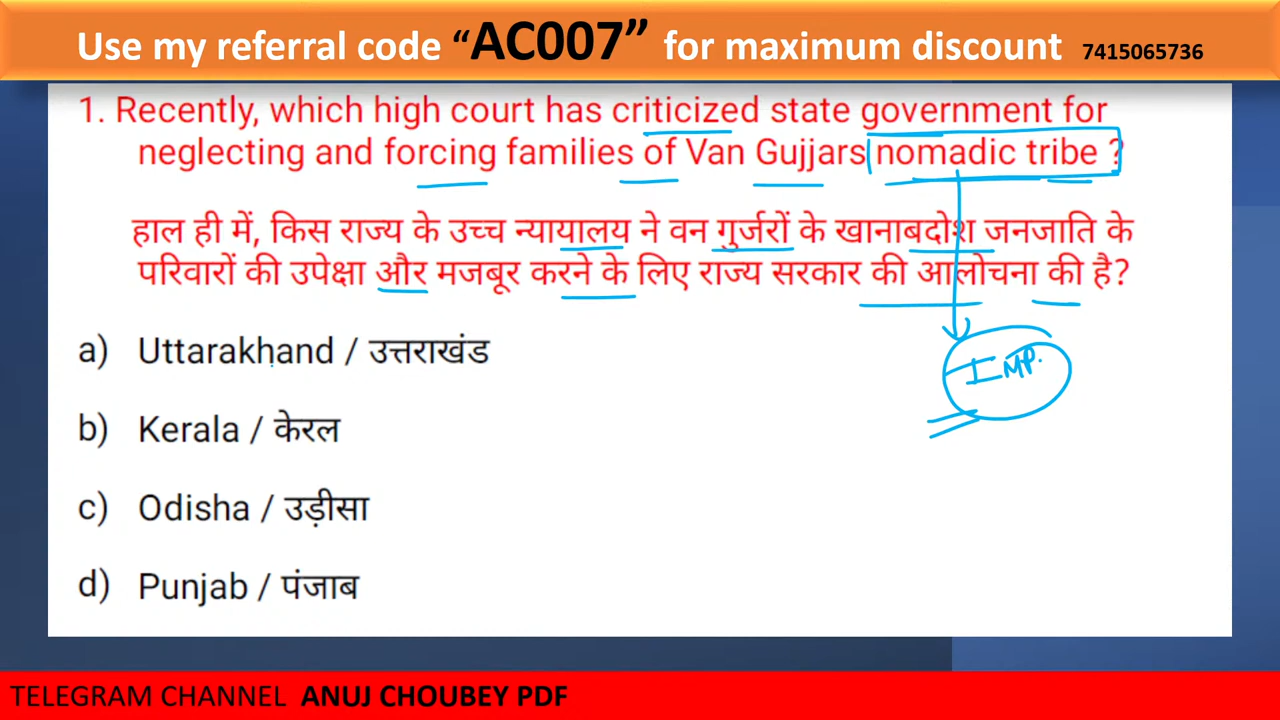 Use my referral code “AC007” for maximum discount 7415065736
1. Recently, which high court has criticized state government for
neglecting and forcing families of Van Gujjars nomadic tribe ?
हाल ही में, किस राज्य के उच्च न्यायालय ने वन गुर्जरों के खानाबदोश जनजाति के
परिवारों की उपेक्षा और मजबूर करने के लिए राज्य सरकार की आलोचना की है?
IMP.
a) Uttarakhand / उत्तराखंड
b) Kerala / केरल
c) Odisha / उड़ीसा
d) Punjab / पंजाब
TELEGRAM CHANNEL ANUJ CHOUBEY PDF